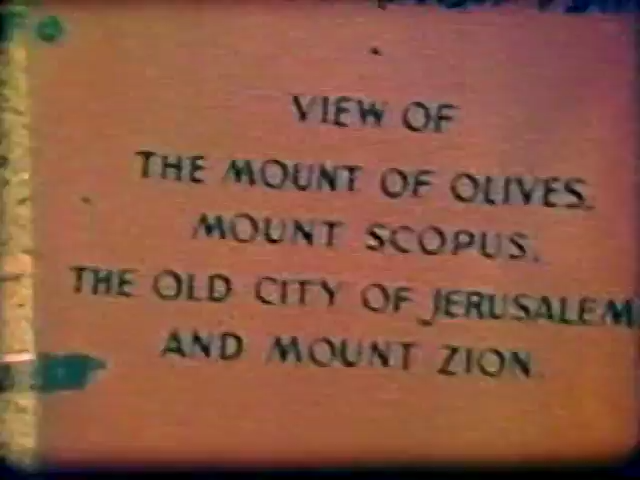 VIEW OF
THE MOUNT OF OLIVES,
MOUNT SCOPUS,
THE OLD CITY OF JERUSALEM
AND MOUNT ZION.